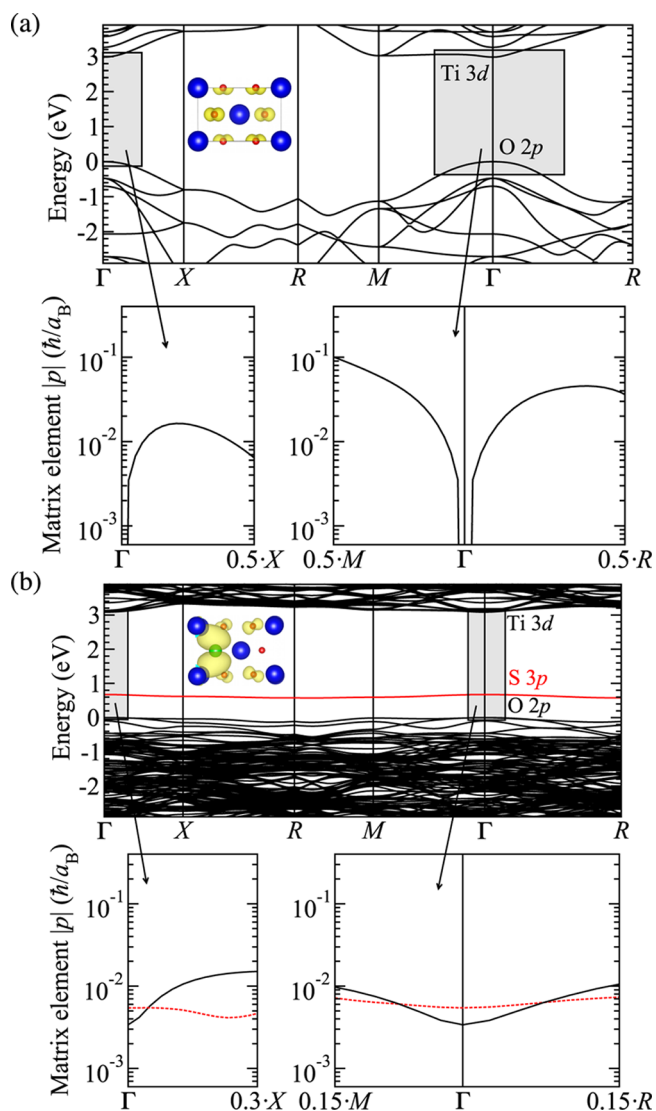 (a)
Energy (eV)
3
2
1
0
-1
-2
Ti 3d
O 2p
Γ X R M Γ R
Matrix element |p| (ħ/a_B)
10^-1
10^-2
10^-3
Γ 0.5·X 0.5·M Γ 0.5·R
(b)
Energy (eV)
3
2
1
0
-1
-2
Ti 3d
S 3p
O 2p
Γ X R M Γ R
Matrix element |p| (ħ/a_B)
10^-1
10^-2
10^-3
Γ 0.3·X 0.15·M Γ 0.15·R